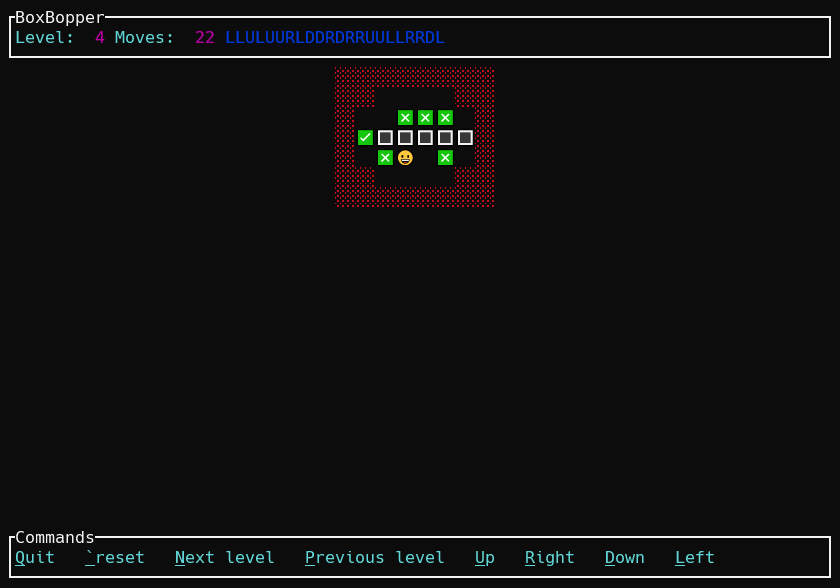 BoxBopper
Level: 4 Moves: 22 LLULUURLDDRDRRUULLRRDL
Commands
Quit `reset Next level Previous level Up Right Down Left